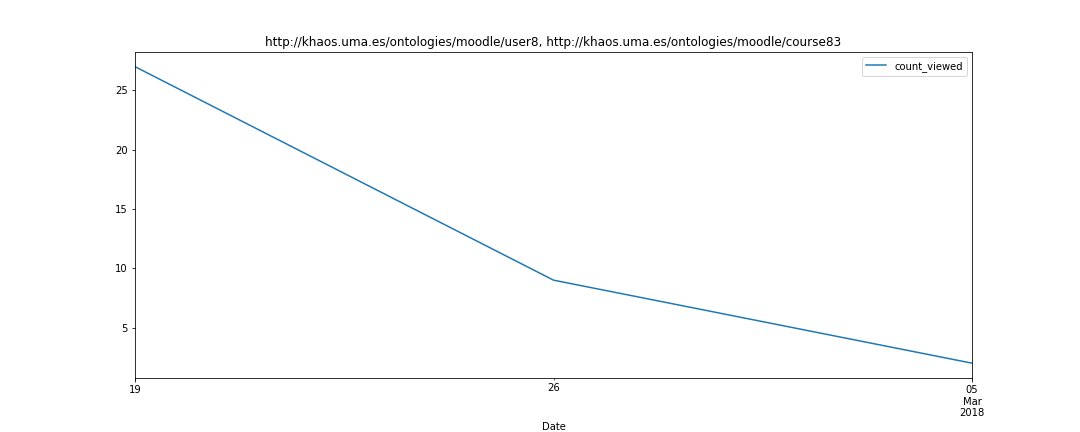 http://khaos.uma.es/ontologies/moodle/user8, http://khaos.uma.es/ontologies/moodle/course83
count_viewed
25
20
15
10
5
19
26
05
Mar
2018
Date